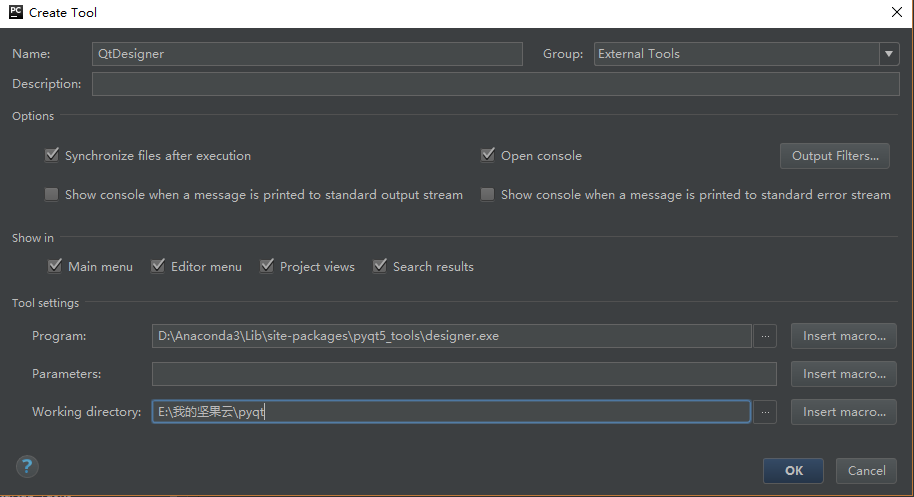 PC Create Tool
Name: QtDesigner Group: External Tools
Description:
Options
Synchronize files after execution Open console Output Filters...
Show console when a message is printed to standard output stream Show console when a message is printed to standard error stream
Show in
Main menu Editor menu Project views Search results
Tool settings
Program: D:\Anaconda3\Lib\site-packages\pyqt5_tools\designer.exe ... Insert macro...
Parameters: Insert macro...
Working directory: E:\我的坚果云\pyqt ... Insert macro...
? OK Cancel